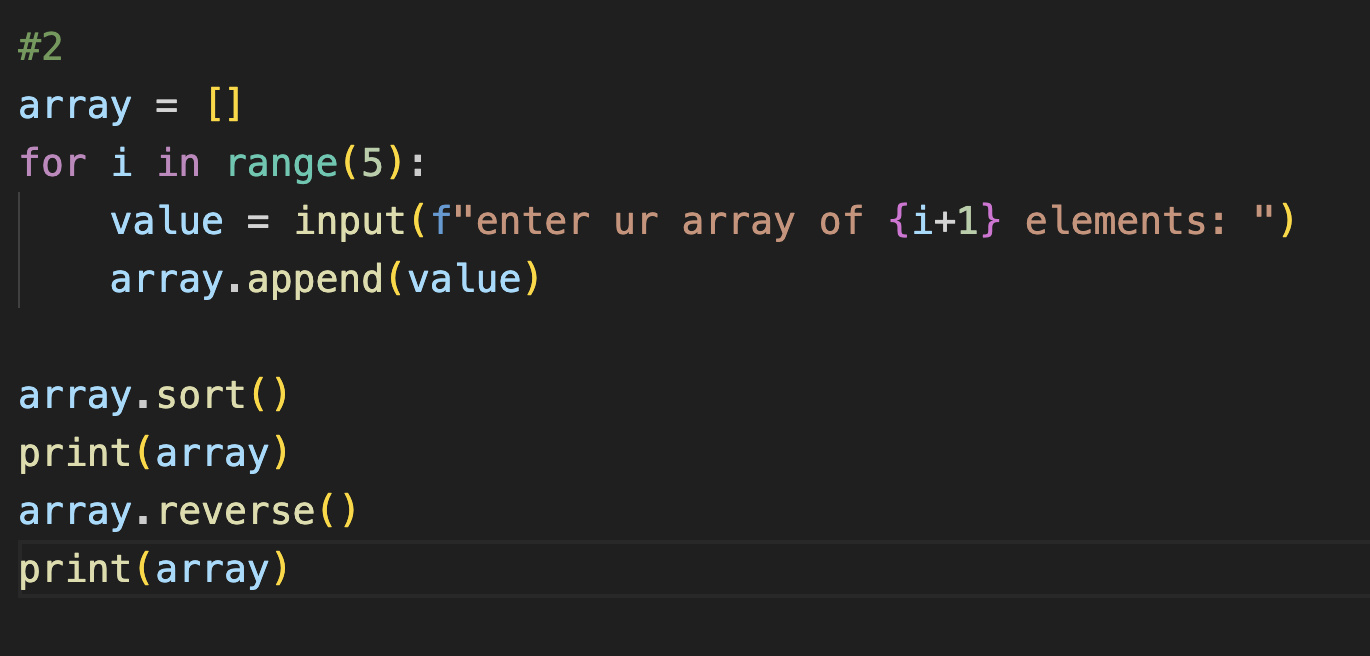 #2
array = []
for i in range(5):
    value = input(f"enter ur array of {i+1} elements: ")
    array.append(value)

array.sort()
print(array)
array.reverse()
print(array)